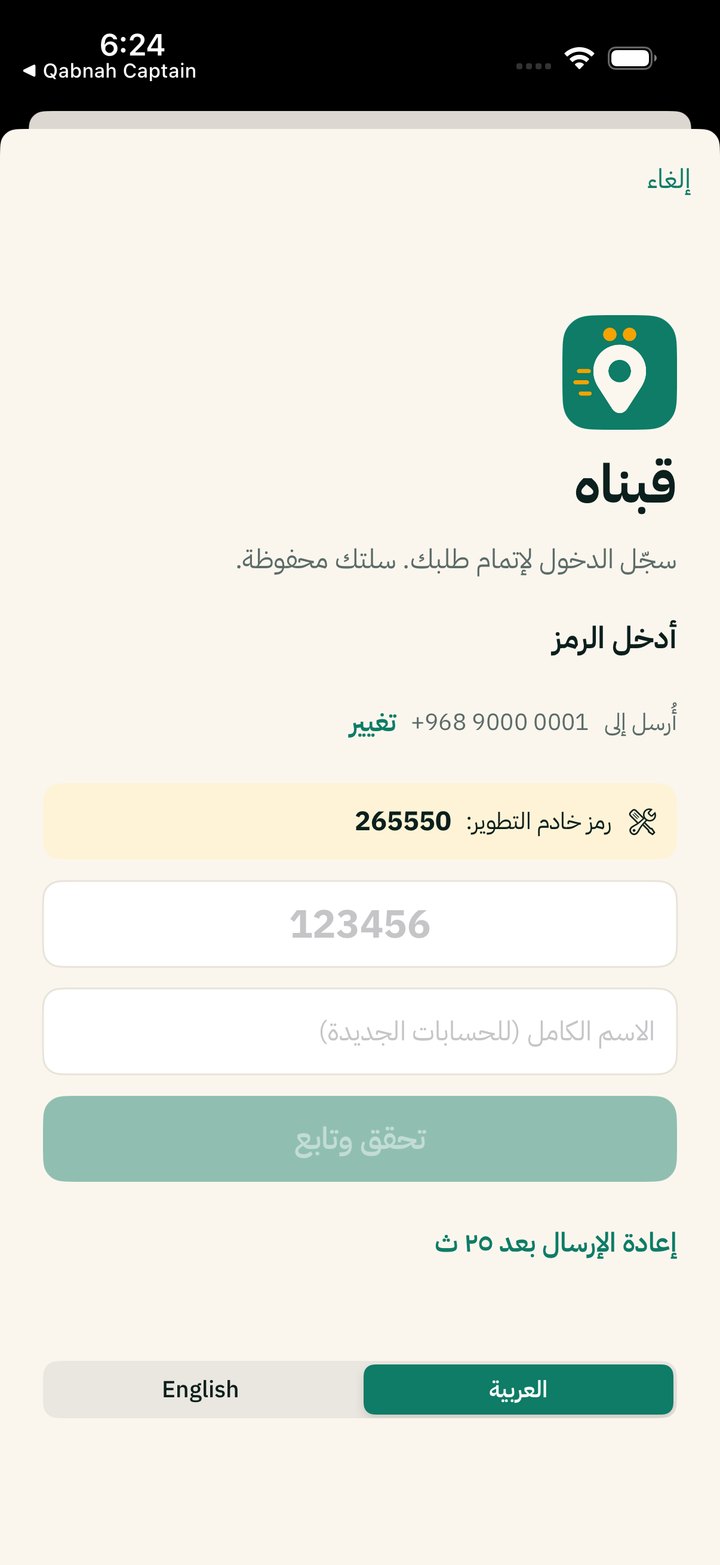 6:24
◀ Qabnah Captain
إلغاء
قبناه
سجّل الدخول لإتمام طلبك. سلتك محفوظة.
أدخل الرمز
أُرسل إلى +968 9000 0001 تغيير
رمز خادم التطوير: 265550
123456
الاسم الكامل (للحسابات الجديدة)
تحقق وتابع
إعادة الإرسال بعد ٢٥ ث
العربية English